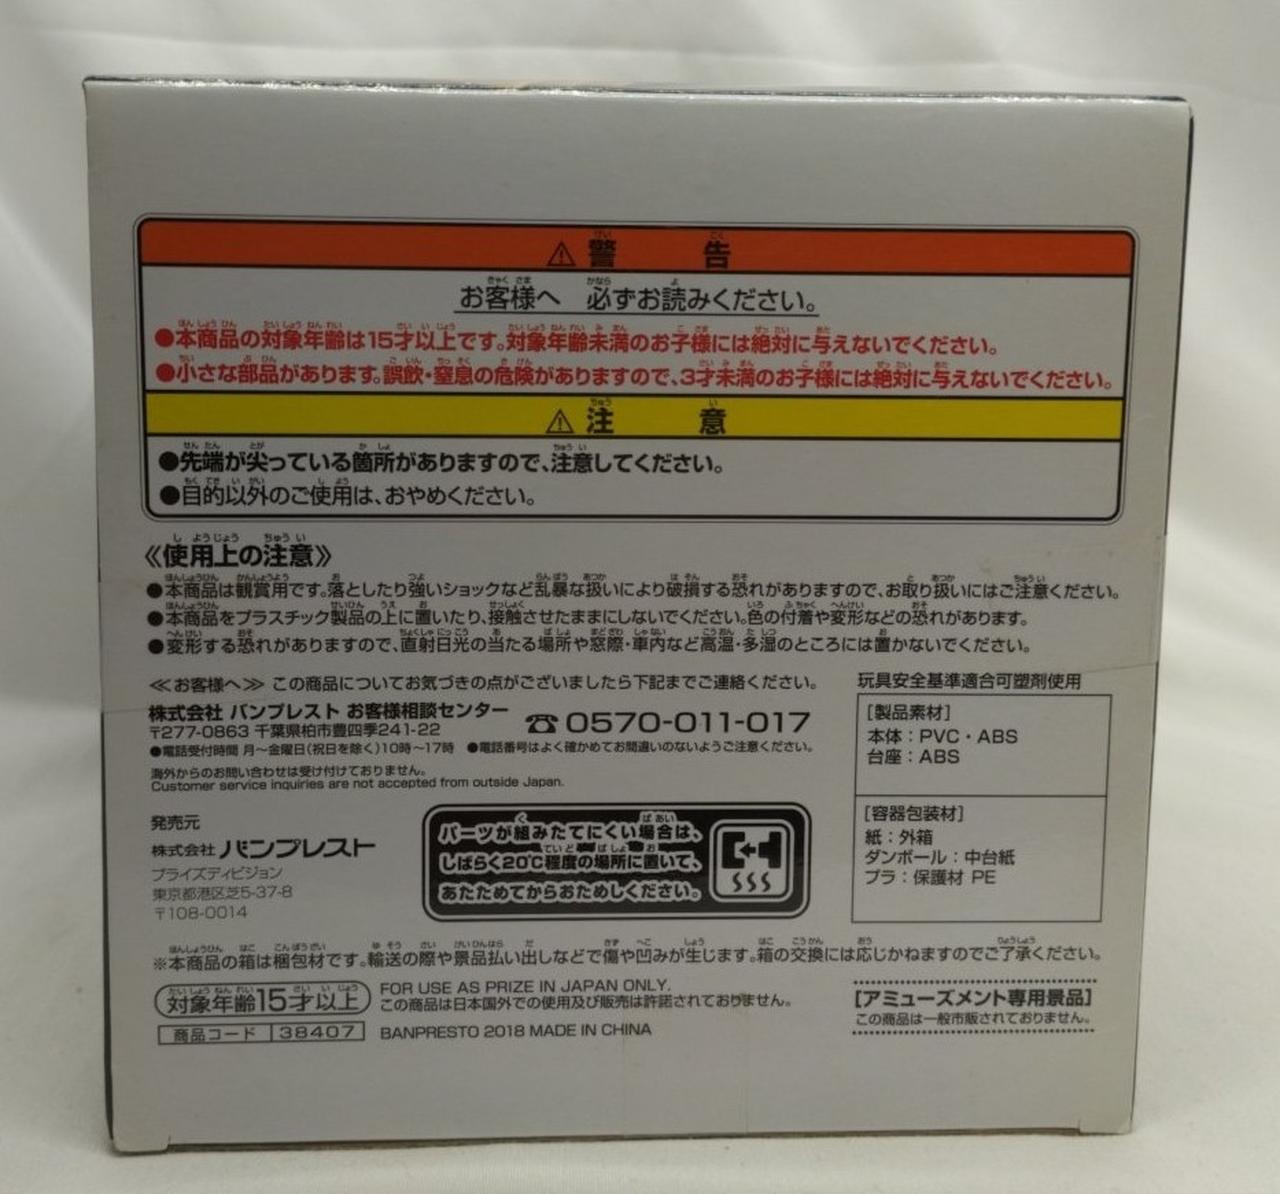 ⚠警告
お客様へ 必ずお読みください。
●本商品の対象年齢は15才以上です。対象年齢未満のお子様には絶対に与えないでください。
●小さな部品があります。誤飲・窒息の危険がありますので、3才未満のお子様には絶対に与えないでください。
⚠注意
●先端が尖っている箇所がありますので、注意してください。
●目的以外のご使用は、おやめください。
《使用上の注意》
●本商品は観賞用です。落としたり強いショックなど乱暴な扱いにより破損する恐れがありますので、お取り扱いにはご注意ください。
●本商品をプラスチック製品の上に置いたり、接触させたままにしないでください。色の付着や変形などの恐れがあります。
●変形する恐れがありますので、直射日光の当たる場所や窓際・車内など高温・多湿のところには置かないでください。
≪お客様へ≫ この商品についてお気づきの点がございましたら下記までご連絡ください。
株式会社 バンプレスト お客様相談センター
〒277-0863 千葉県柏市豊四季241-22
☎0570-011-017
●電話受付時間 月〜金曜日(祝日を除く)10時〜17時 ●電話番号はよく確かめてお間違いのないようご注意ください。
海外からのお問い合わせは受け付けておりません。
Customer service inquiries are not accepted from outside Japan.
玩具安全基準適合可塑剤使用
[製品素材]
本体：PVC・ABS
台座：ABS
[容器包装材]
紙：外箱
ダンボール：中台紙
プラ：保護材 PE
発売元
株式会社 バンプレスト
プライズディビジョン
東京都港区芝5-37-8
〒108-0014
パーツが組みたてにくい場合は、
しばらく20℃程度の場所に置いて、
あたためてからおためしください。
※本商品の箱は梱包材です。輸送の際や景品払い出しなどで傷や凹みが生じます。箱の交換には応じかねますのでご了承ください。
対象年齢15才以上
FOR USE AS PRIZE IN JAPAN ONLY.
この商品は日本国外での使用及び販売は許諾されておりません。
商品コード 38407
BANPRESTO 2018 MADE IN CHINA
[アミューズメント専用景品]
この商品は一般市販されておりません。